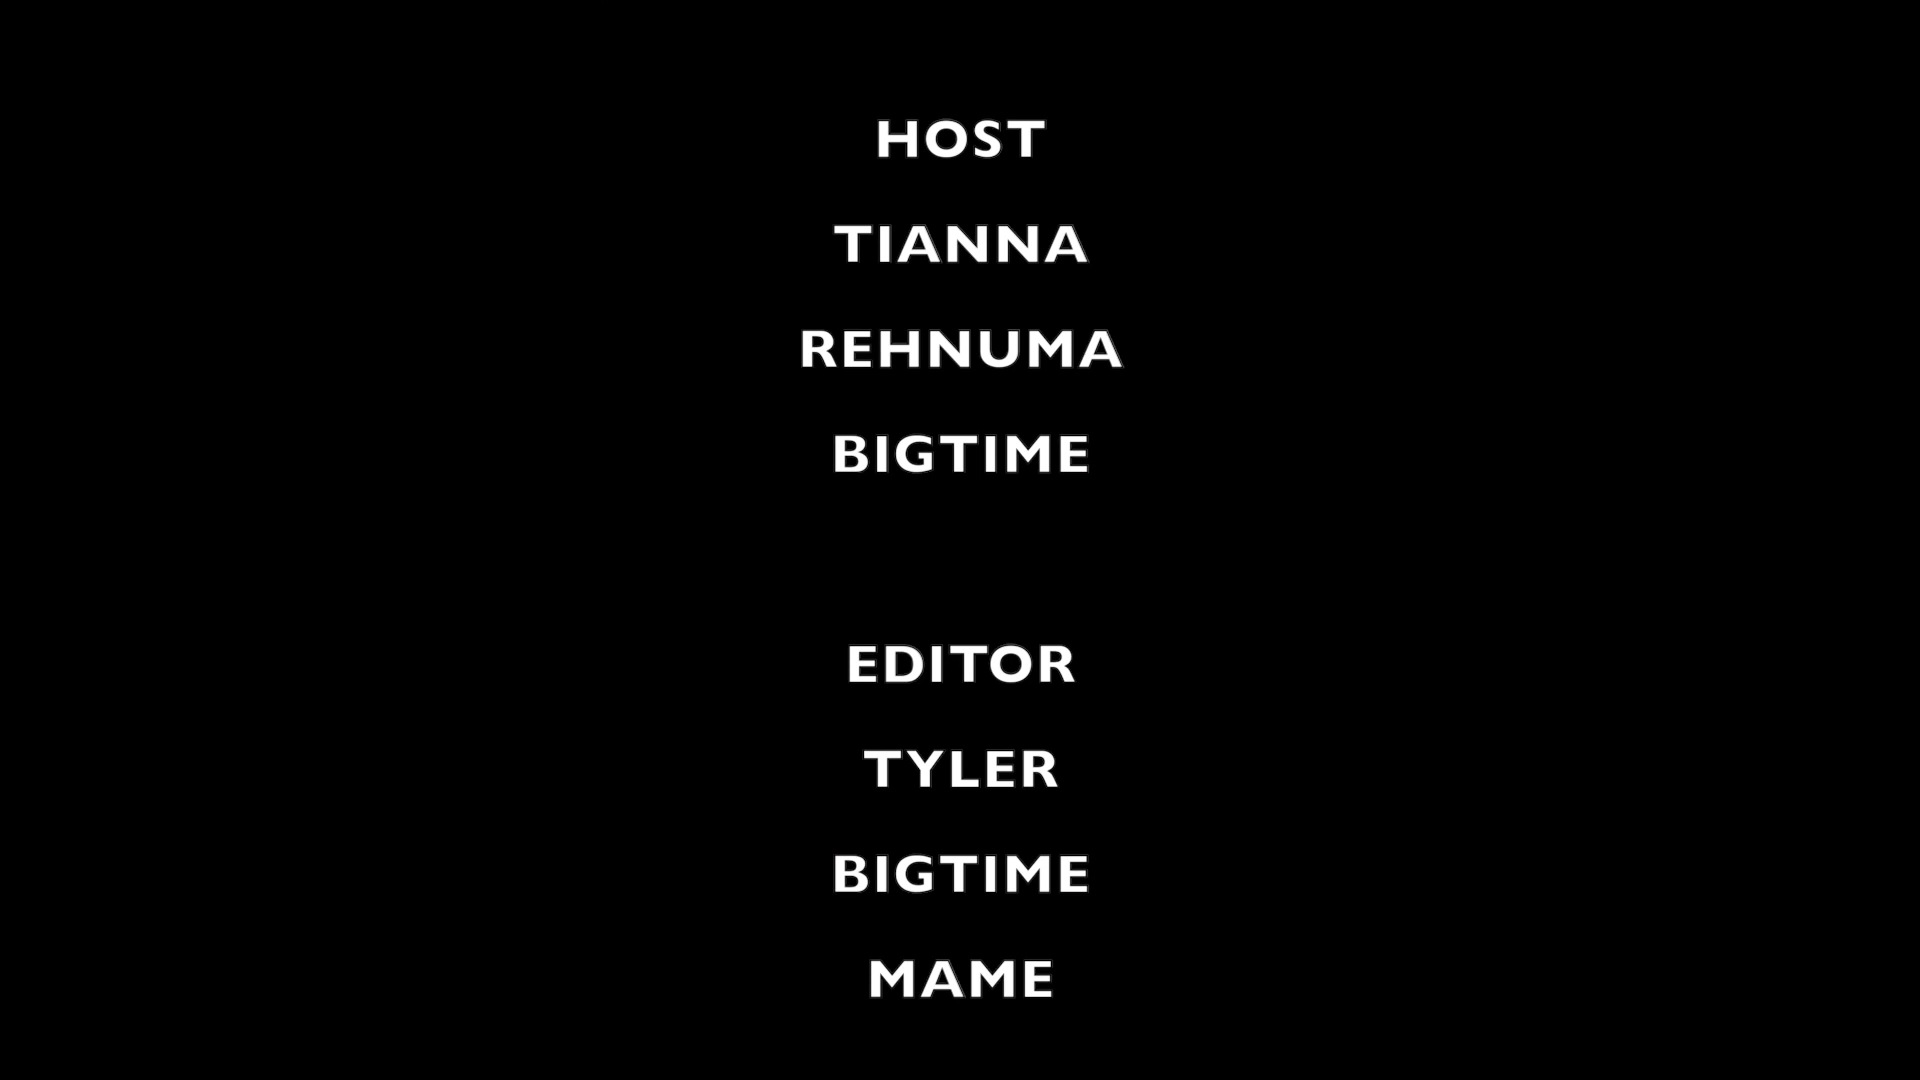 HOST
TIANNA
REHNUMA
BIGTIME
EDITOR
TYLER
BIGTIME
MAME